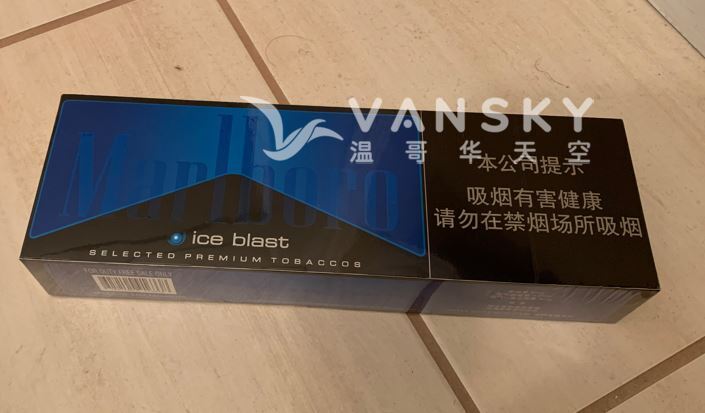 VANSKY
温哥华天空
Marlboro
ice blast
SELECTED PREMIUM TOBACCOS
本公司提示
吸烟有害健康
请勿在禁烟场所吸烟
FOR DUTY FREE SALE ONLY